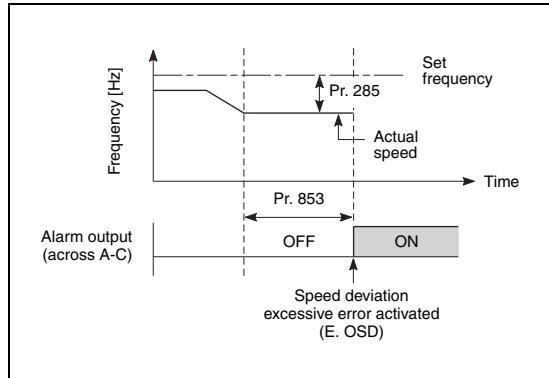 Set
frequency
Pr. 285
Frequency [Hz]
Actual
speed
Time
Pr. 853
Alarm output
(across A-C)
OFF
ON
Speed deviation
excessive error activated
(E. OSD)